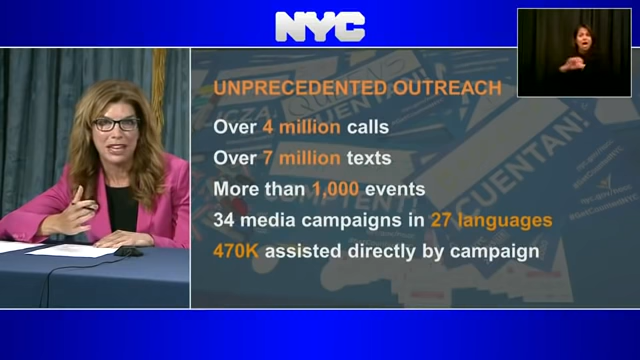 NYC
UNPRECEDENTED OUTREACH
Over 4 million calls
Over 7 million texts
More than 1,000 events
34 media campaigns in 27 languages
470K assisted directly by campaign
CUENTAN!